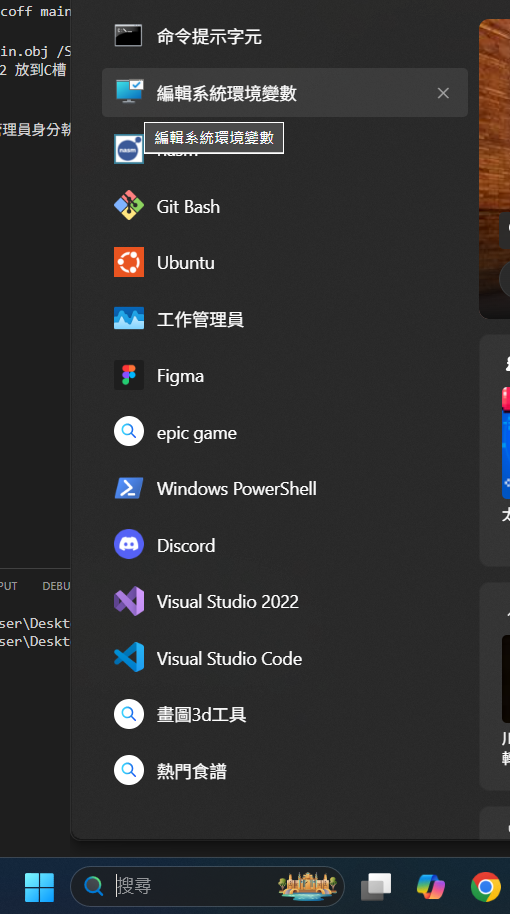 coff main
命令提示字元
in.obj /S
2 放到C槽
編輯系統環境變數
管理員身分執
編輯系統環境變數
nasm
Git Bash
Ubuntu
工作管理員
Figma
epic game
Windows PowerShell
Discord
PUT DEBU
Visual Studio 2022
ser\Deskt
ser\Deskt
Visual Studio Code
畫圖3d工具
熱門食譜
搜尋